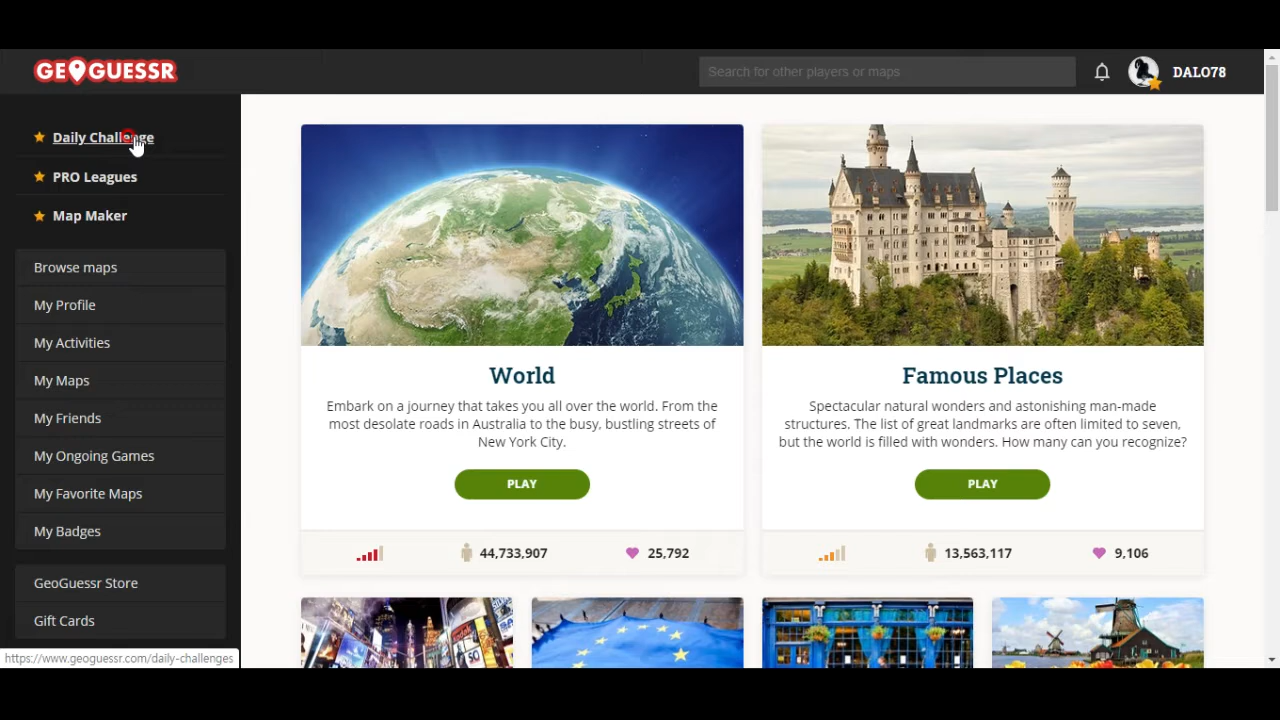 GEOGUESSR
Search for other players or maps
DALO78
Daily Challenge
PRO Leagues
Map Maker
Browse maps
My Profile
My Activities
My Maps
My Friends
My Ongoing Games
My Favorite Maps
My Badges
GeoGuessr Store
Gift Cards
https://www.geoguessr.com/daily-challenges
World
Embark on a journey that takes you all over the world. From the
most desolate roads in Australia to the busy, bustling streets of
New York City.
PLAY
44,733,907
25,792
Famous Places
Spectacular natural wonders and astonishing man-made
structures. The list of great landmarks are often limited to seven,
but the world is filled with wonders. How many can you recognize?
PLAY
13,563,117
9,106